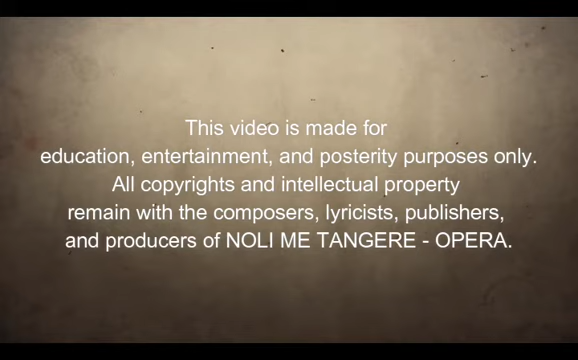 This video is made for
education, entertainment, and posterity purposes only.
All copyrights and intellectual property
remain with the composers, lyricists, publishers,
and producers of NOLI ME TANGERE - OPERA.